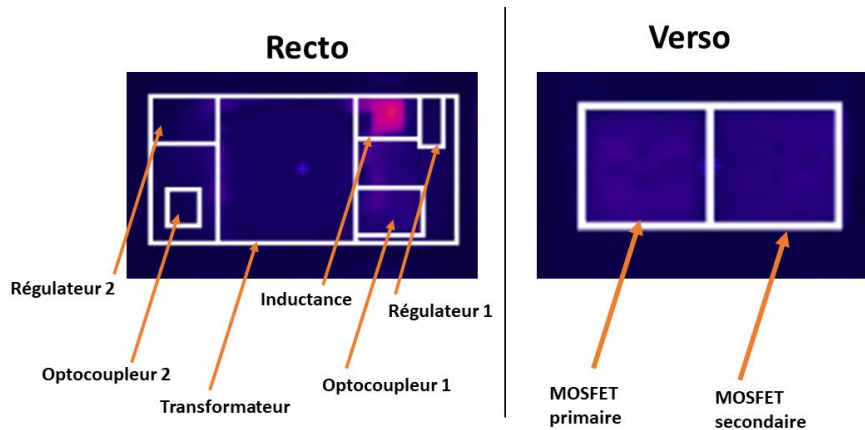 Recto
Verso
Régulateur 2
Inductance
Régulateur 1
Optocoupleur 2
Optocoupleur 1
Transformateur
MOSFET
primaire
MOSFET
secondaire